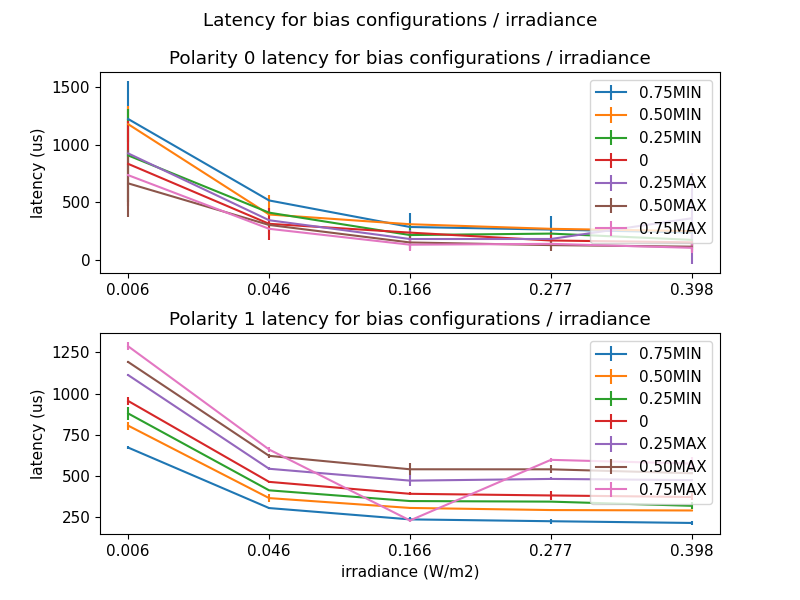 Latency for bias configurations / irradiance
Polarity 0 latency for bias configurations / irradiance
latency (us)
1500
1000
500
0
0.75MIN
0.50MIN
0.25MIN
0
0.25MAX
0.50MAX
0.75MAX
0.006 0.046 0.166 0.277 0.398
Polarity 1 latency for bias configurations / irradiance
latency (us)
1250
1000
750
500
250
0.75MIN
0.50MIN
0.25MIN
0
0.25MAX
0.50MAX
0.75MAX
0.006 0.046 0.166 0.277 0.398
irradiance (W/m2)